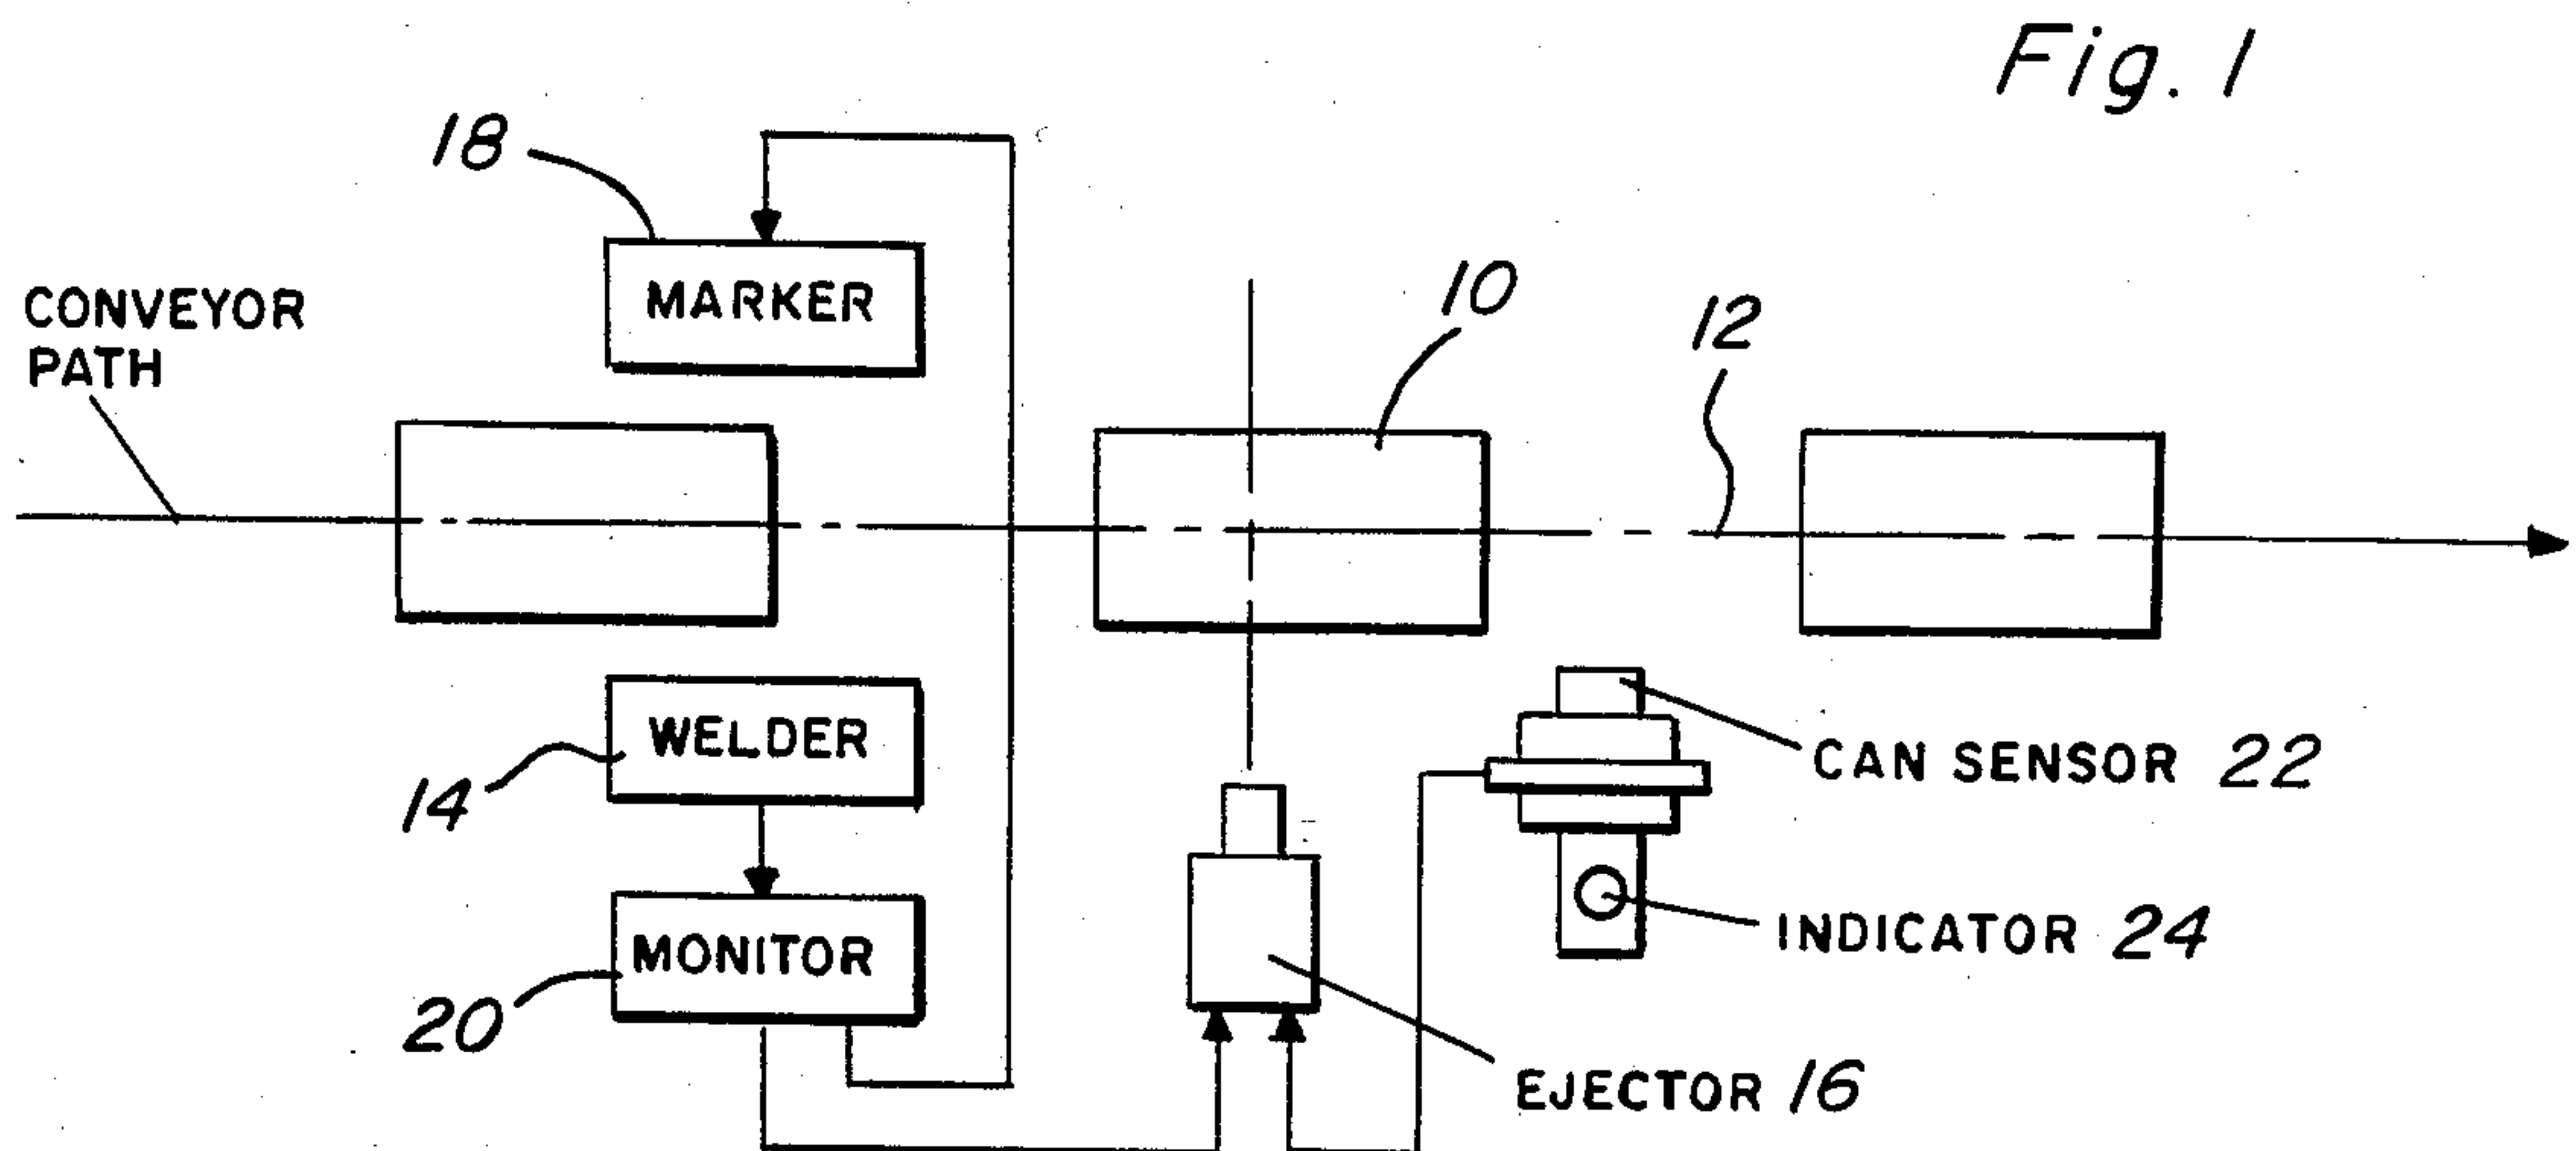 Fig. 1
18
MARKER
CONVEYOR
PATH
10
12
WELDER
14
CAN SENSOR 22
MONITOR
20
INDICATOR 24
EJECTOR 16